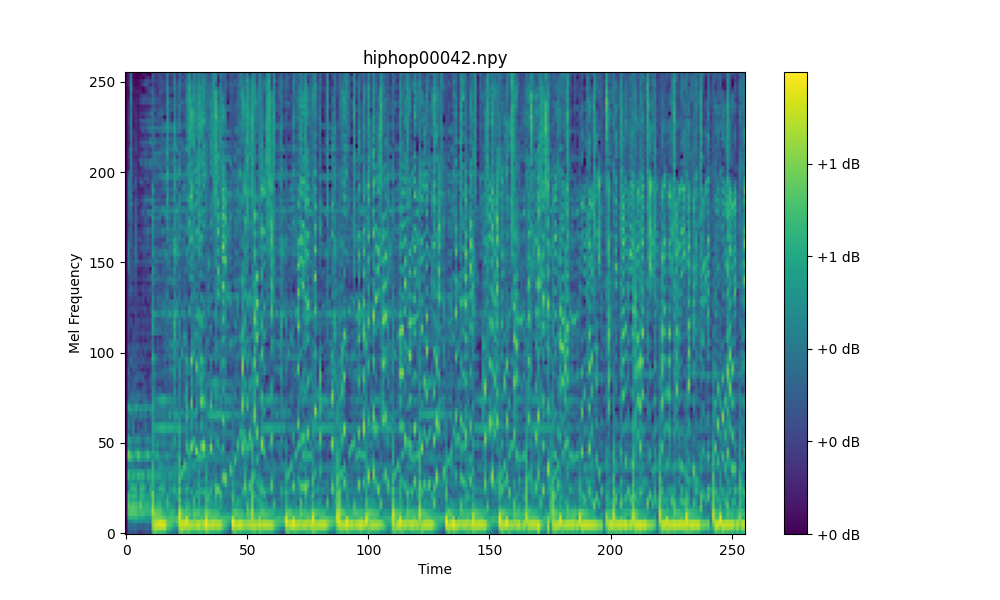 hiphop00042.npy
Mel Frequency
250
200
150
100
50
0
0 50 100 150 200 250
Time
+1 dB
+1 dB
+0 dB
+0 dB
+0 dB